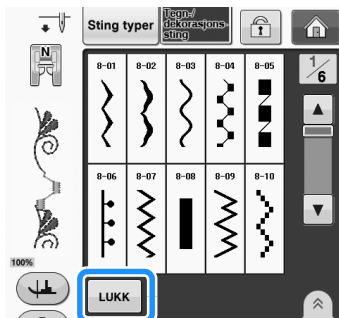 Sting typer
Tegn-/
dekorasjons-
sting
N
1/6
8-01 8-02 8-03 8-04 8-05
8-06 8-07 8-08 8-09 8-10
100%
LUKK